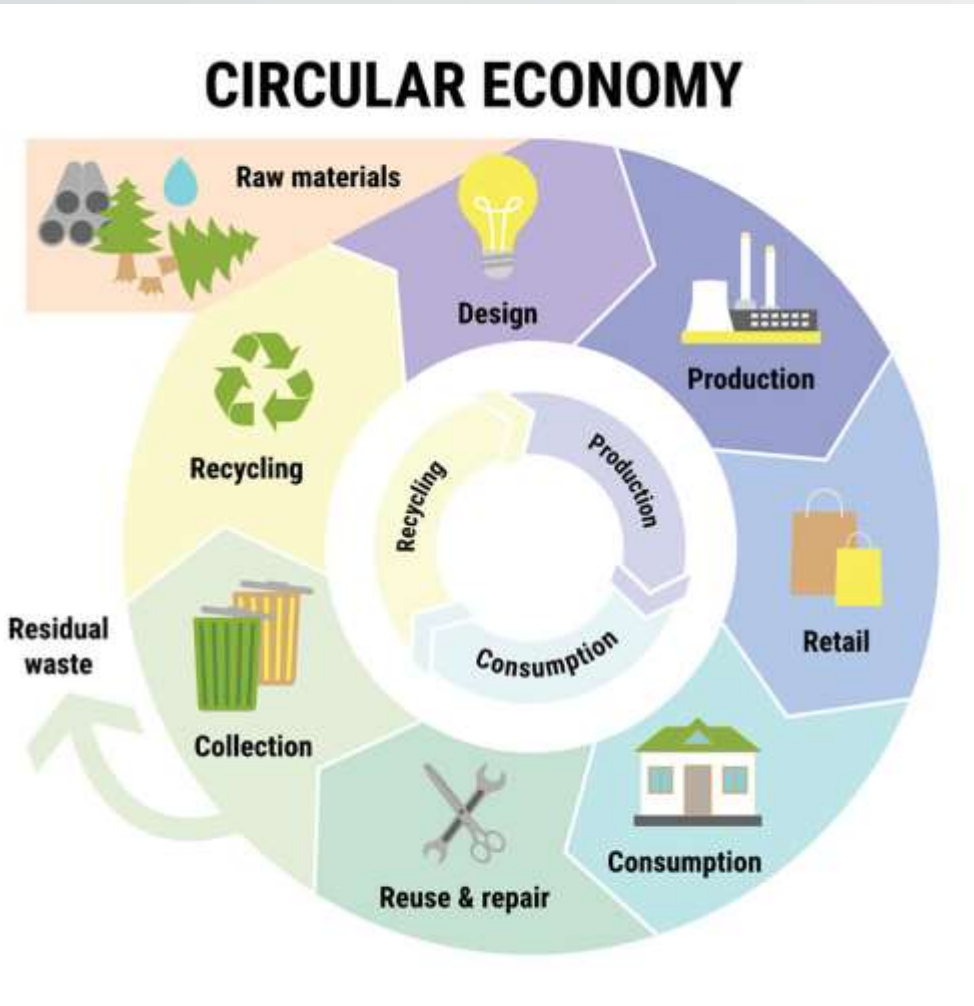 CIRCULAR ECONOMY
Raw materials
Design
Production
Retail
Consumption
Reuse & repair
Collection
Residual
waste
Recycling
Production
Consumption
Recycling